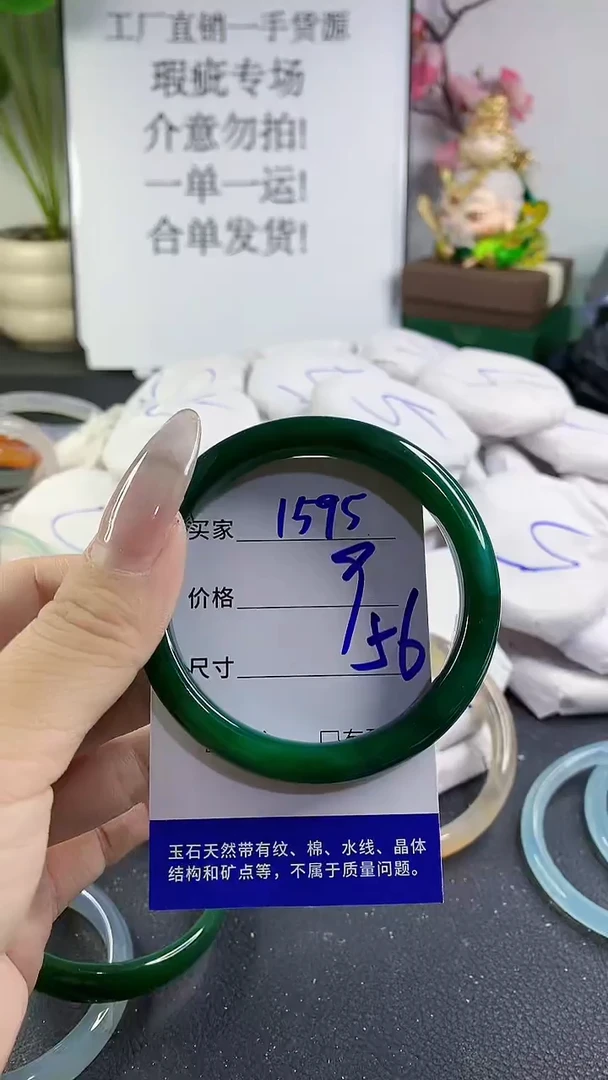 工厂直销一手货源
瑕疵专场
介意勿拍!
一单一运!
合单发货!
买家 1595
价格
尺寸 56
玉石天然带有纹、棉、水线、晶体
结构和矿点等，不属于质量问题。